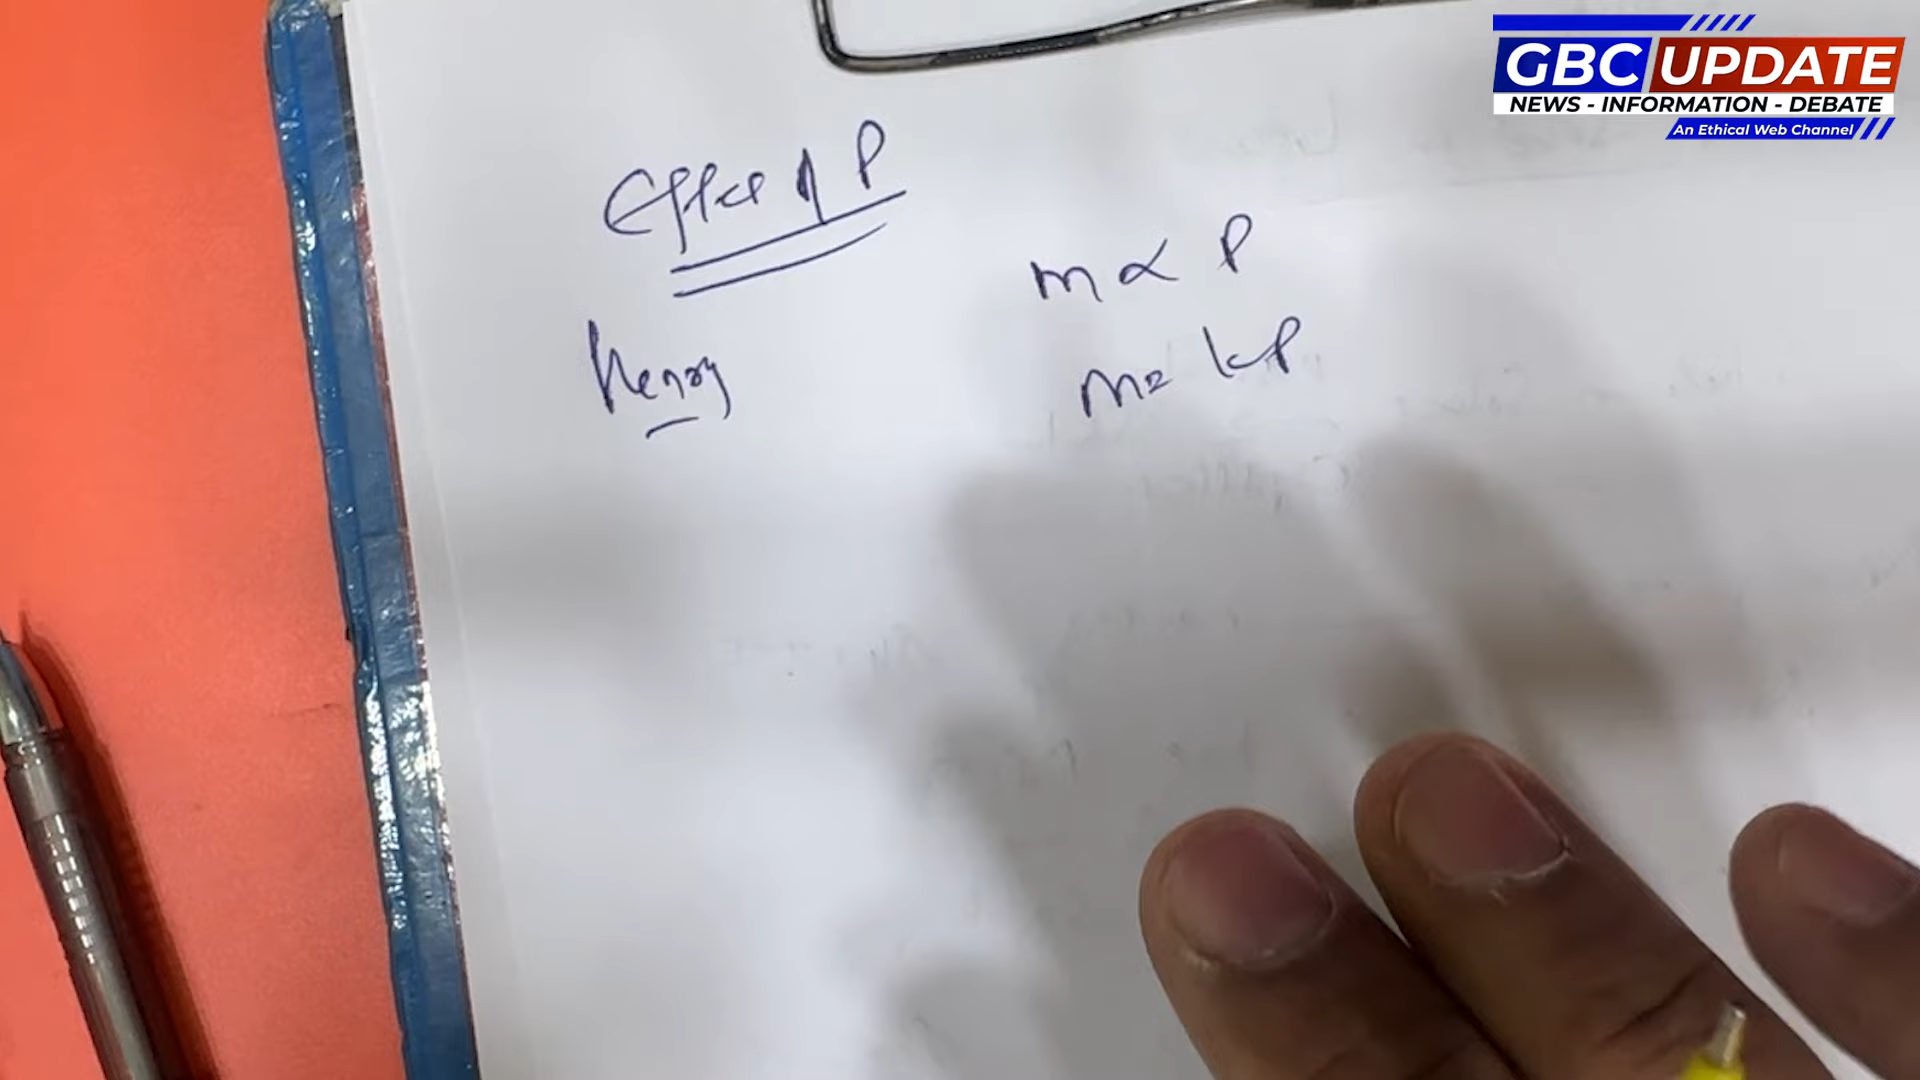 GBC UPDATE
NEWS - INFORMATION - DEBATE
An Ethical Web Channel
Effect of P
m ∝ P
Henry
m = kP